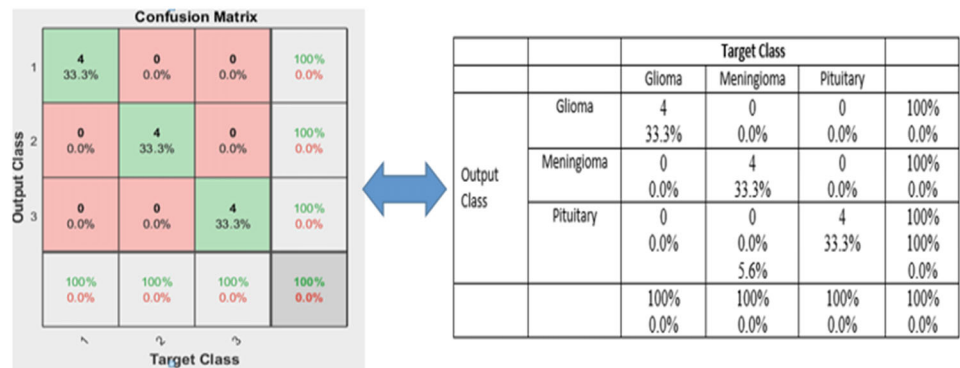 Confusion Matrix
1 4 0 0 100%
33.3% 0.0% 0.0% 0.0%
2 0 4 0 100%
0.0% 33.3% 0.0% 0.0%
3 0 0 4 100%
0.0% 0.0% 33.3% 0.0%
100% 100% 100% 100%
0.0% 0.0% 0.0% 0.0%
1 2 3
Output Class
Target Class
Target Class
Glioma Meningioma Pituitary
Output
Class
Glioma 4 0 0 100%
33.3% 0.0% 0.0% 0.0%
Meningioma 0 4 0 100%
0.0% 33.3% 0.0% 0.0%
Pituitary 0 0 4 100%
0.0% 0.0% 33.3% 100%
5.6% 0.0%
100% 100% 100% 100%
0.0% 0.0% 0.0% 0.0%